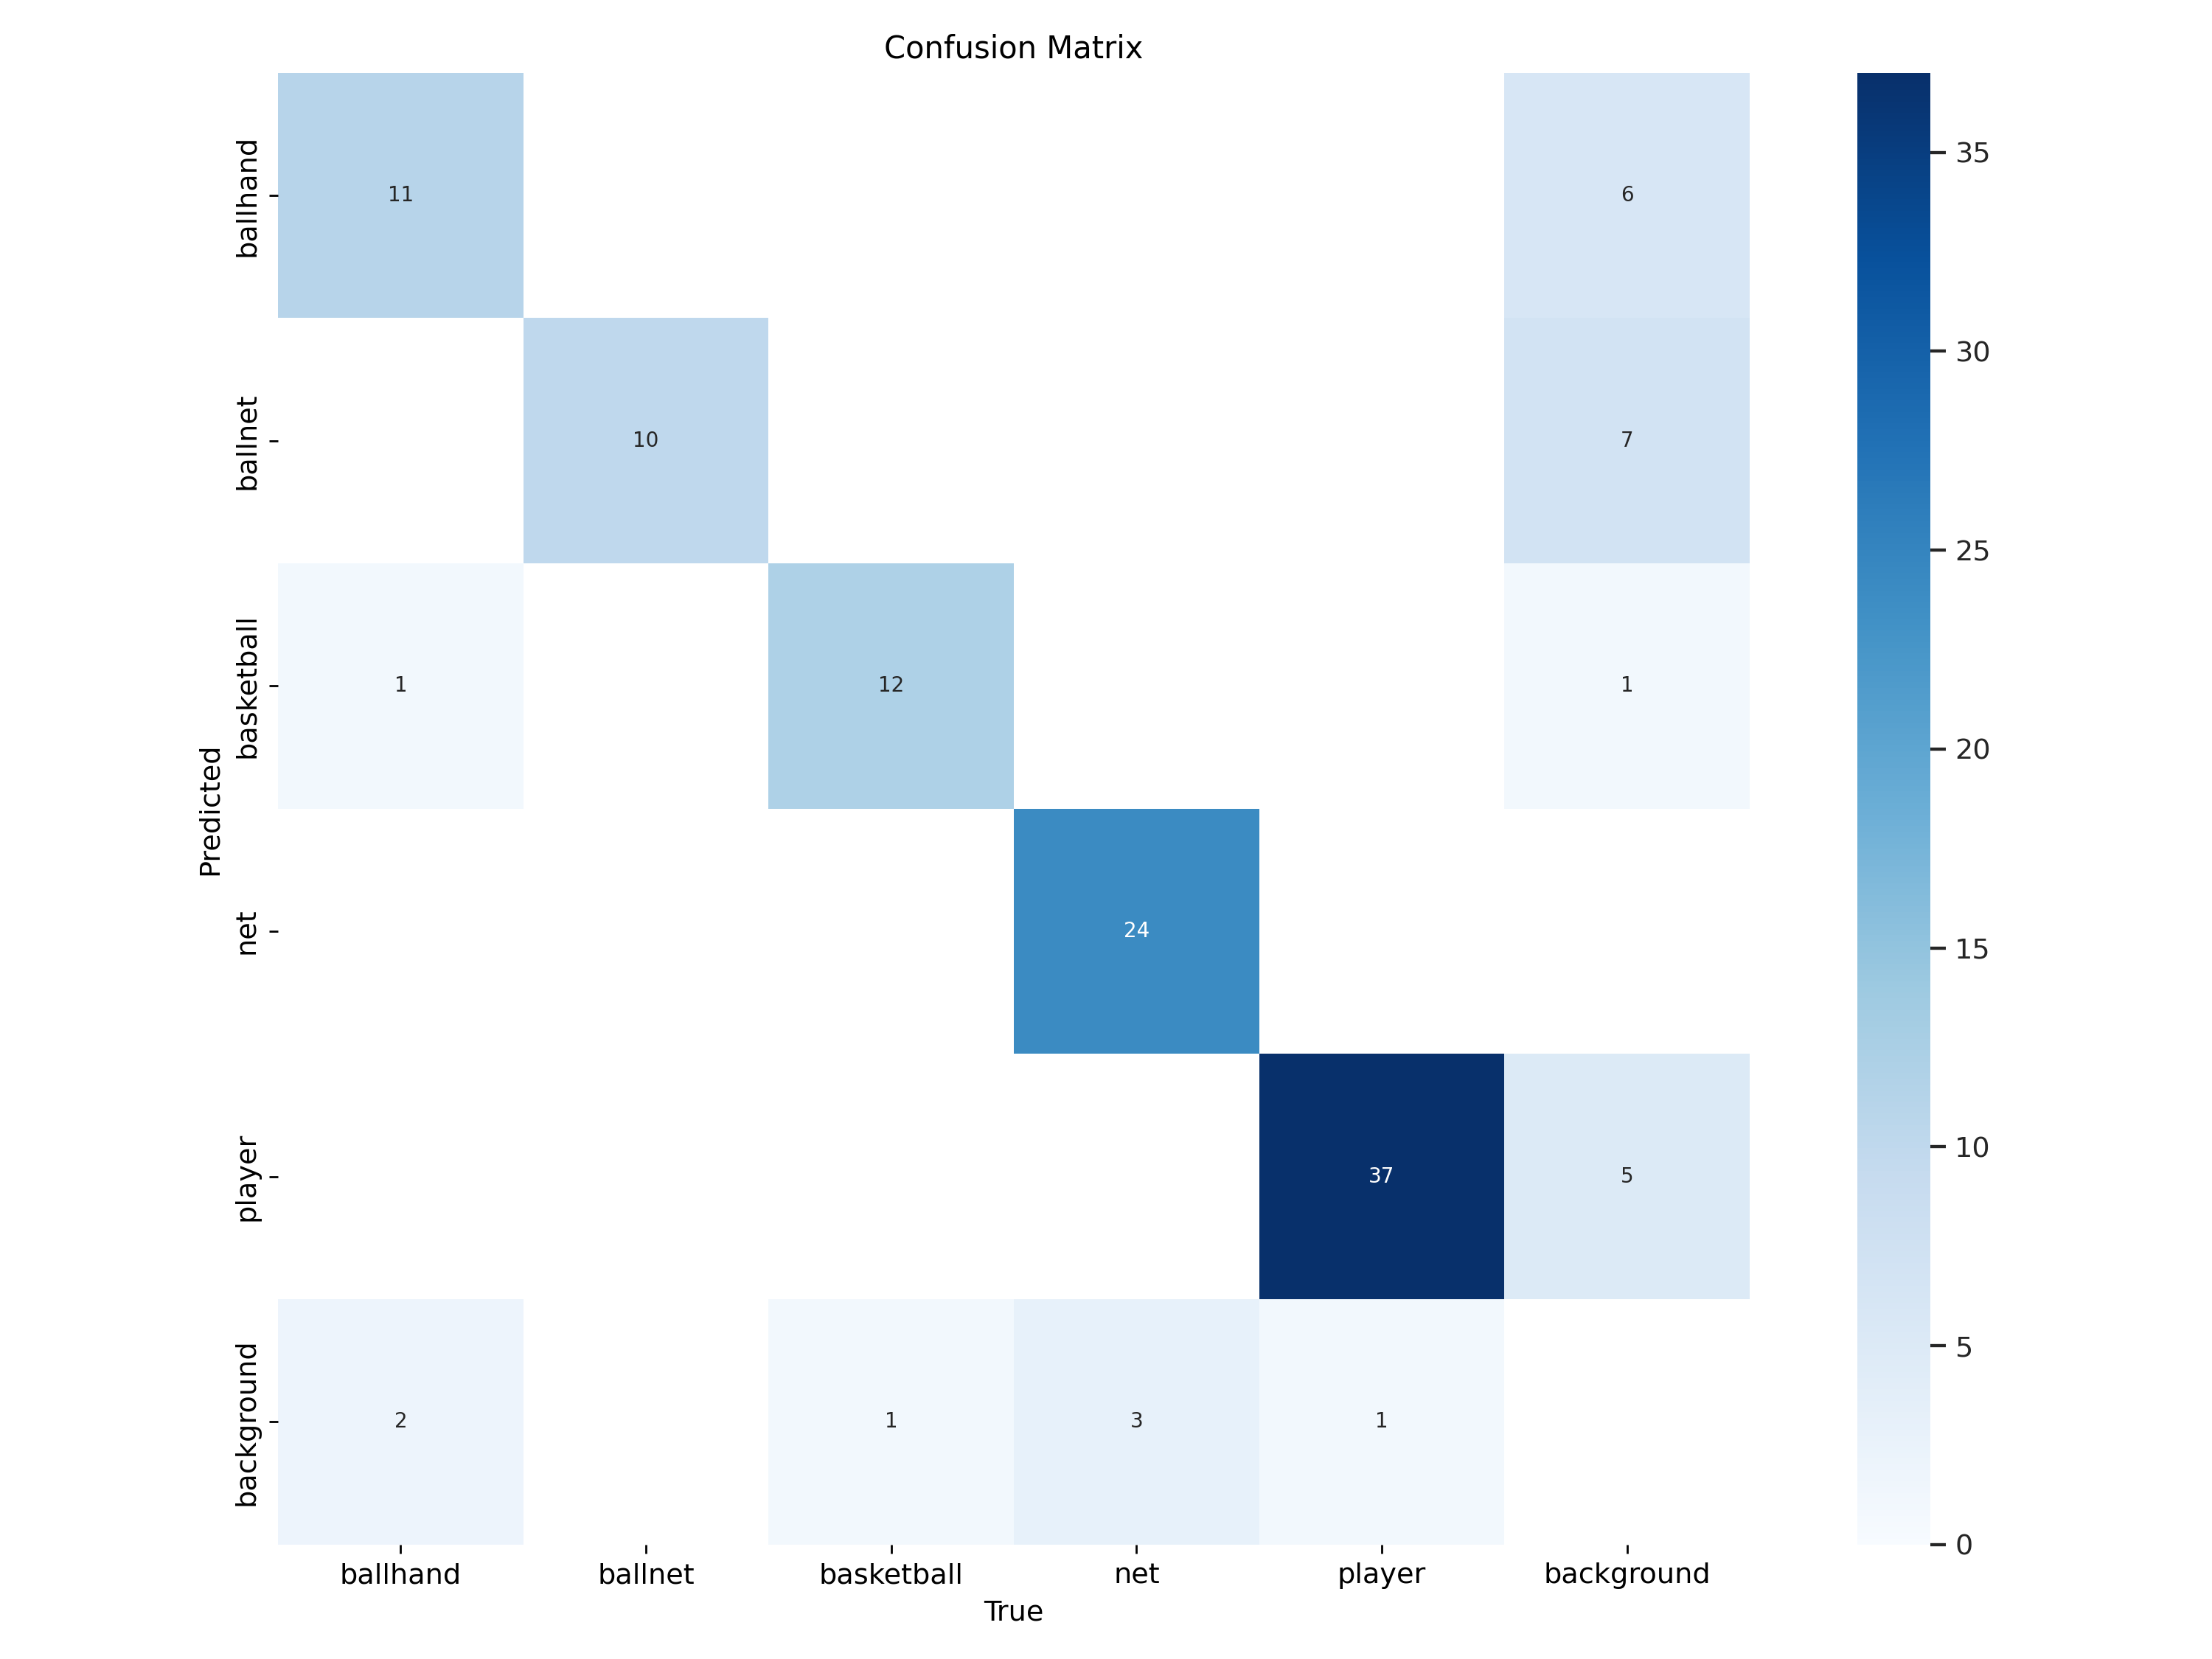 Confusion Matrix
ballhand
11
6
ballnet
10
7
basketball
1
12
1
net
24
player
37
5
background
2
1
3
1
Predicted
ballhand
ballnet
basketball
net
player
background
True
35
30
25
20
15
10
5
0